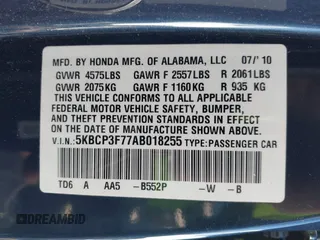 MFD. BY HONDA MFG. OF ALABAMA, LLC 07/'10
GVWR 4575LBS GAWR F 2557LBS R 2061LBS
GVWR 2075KG GAWR F 1160KG R 935 KG
THIS VEHICLE CONFORMS TO ALL APPLICABLE
FEDERAL MOTOR VEHICLE SAFETY, BUMPER,
AND THEFT PREVENTION STANDARDS IN EFFECT
ON THE DATE OF MANUFACTURE SHOWN ABOVE.
V.I.N.: 5KBCP3F77AB018255 TYPE: PASSENGER CAR
TD6 A AA5 -B552P -W -B
DREAMBID